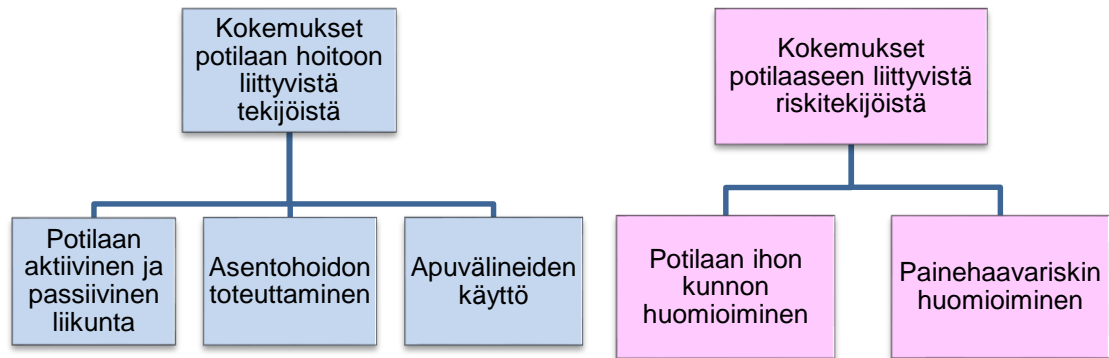 Kokemukset
potilaan hoitoon
liittyvistä
tekijöistä
Kokemukset
potilaaseen liittyvistä
riskitekijöistä
Potilaan
aktiivinen ja
passiivinen
liikunta
Asentohoidon
toteuttaminen
Apuvälineiden
käyttö
Potilaan ihon
kunnon
huomioiminen
Painehaavariskin
huomioiminen